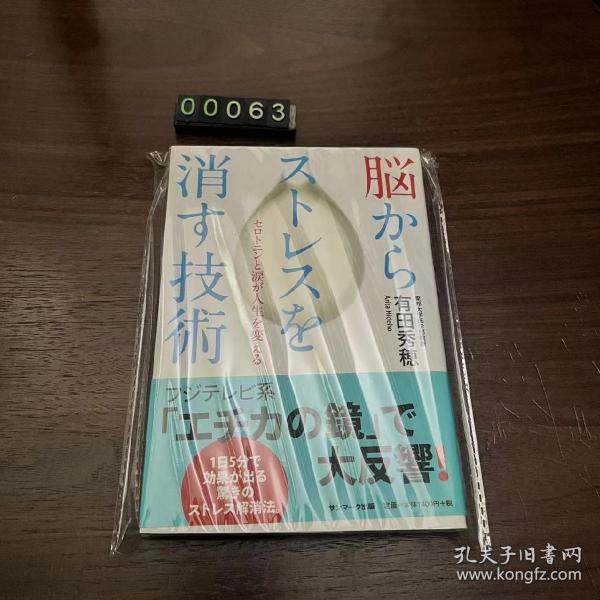 00063
脳から
ストレスを
消す技術
セロトニンと涙が人生を変える
有田秀穂
Arita Hideho
フジテレビ系
「エチカの鏡」で
大反響!
1日5分で
効果が出る
驚きの
ストレス解消法。
サンマーク出版
孔夫子旧书网
www.kongfz.com